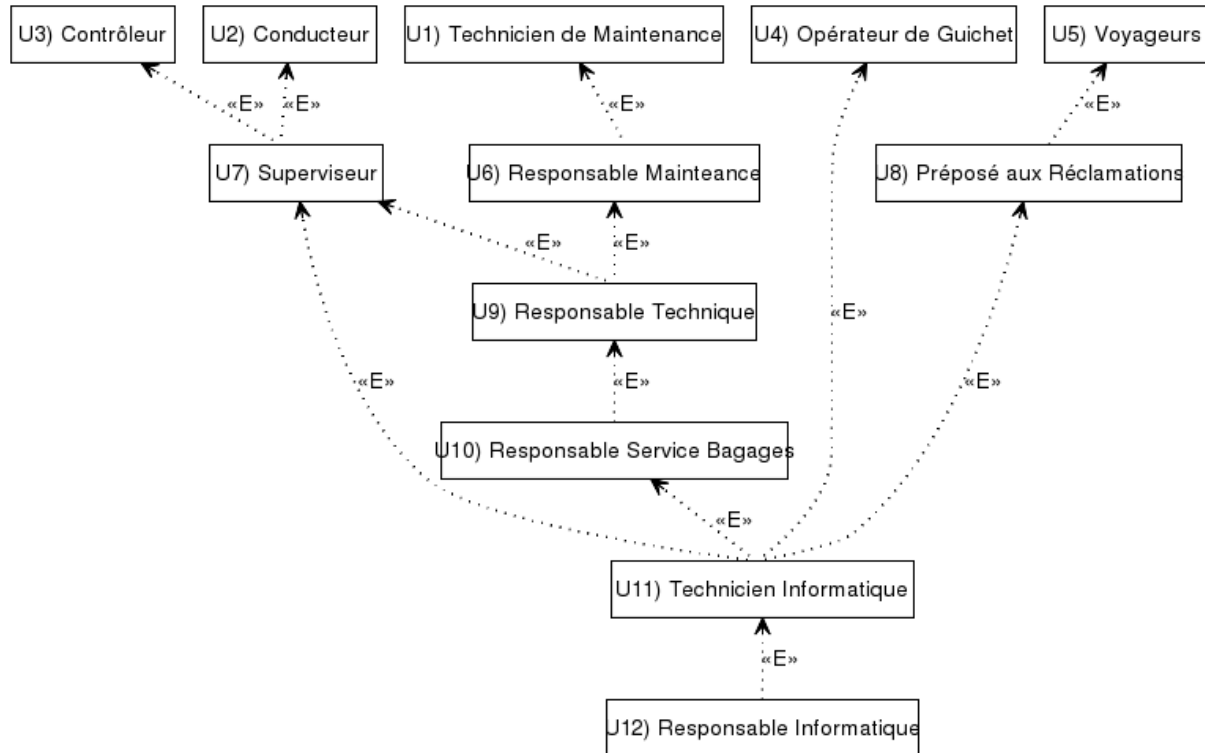 U3) Contrôleur
U2) Conducteur
U1) Technicien de Maintenance
U4) Opérateur de Guichet
U5) Voyageurs
«E»
«E»
«E»
«E»
U7) Superviseur
U6) Responsable Mainteance
U8) Préposé aux Réclamations
«E»
«E»
U9) Responsable Technique
«E»
«E»
«E»
«E»
U10) Responsable Service Bagages
«E»
U11) Technicien Informatique
«E»
U12) Responsable Informatique